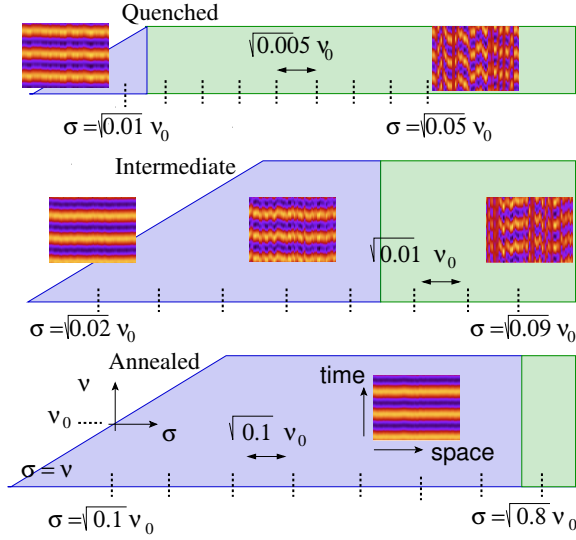 Quenched
√0.005 ν₀
σ = √0.01 ν₀
σ = √0.05 ν₀
Intermediate
√0.01 ν₀
σ = √0.02 ν₀
σ = √0.09 ν₀
Annealed
ν
time
ν₀
σ
√0.1 ν₀
space
σ = ν
σ = √0.1 ν₀
σ = √0.8 ν₀